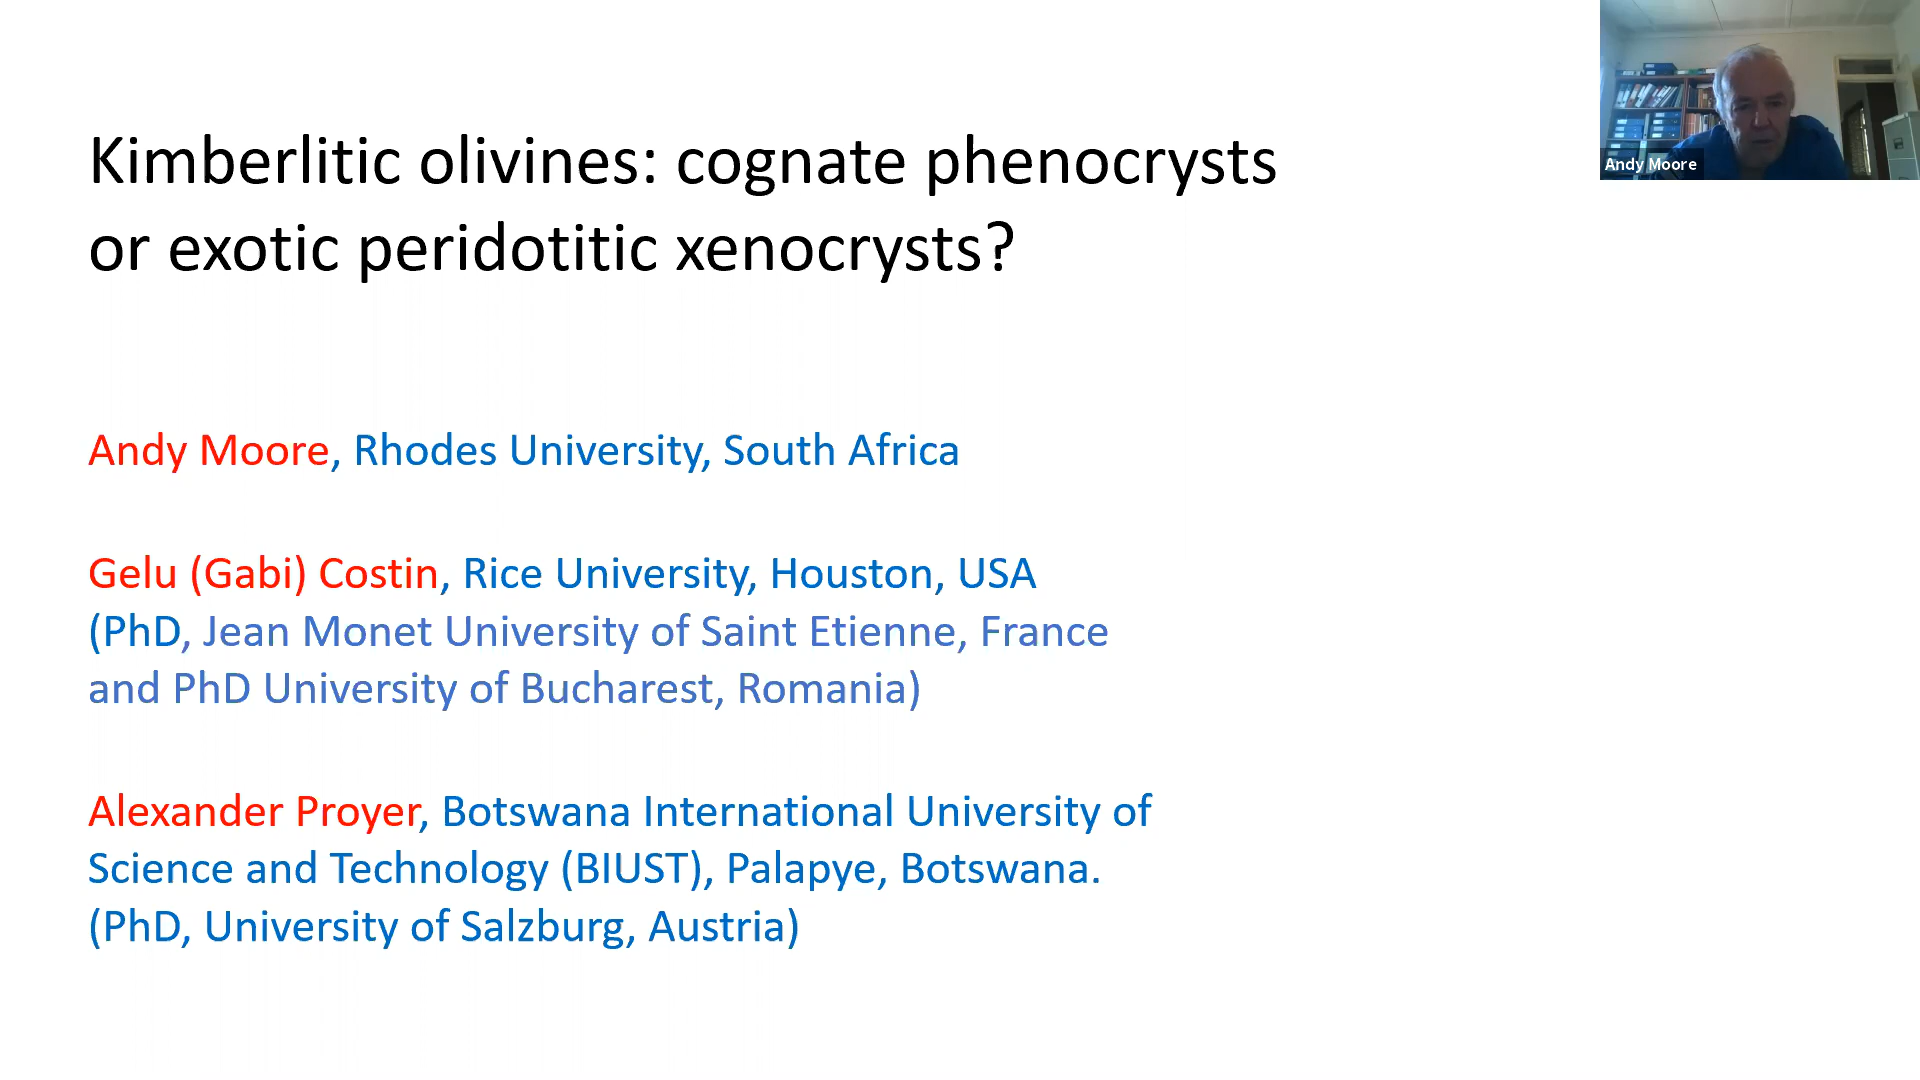 Kimberlitic olivines: cognate phenocrysts
or exotic peridotitic xenocrysts?
Andy Moore
Andy Moore, Rhodes University, South Africa
Gelu (Gabi) Costin, Rice University, Houston, USA
(PhD, Jean Monet University of Saint Etienne, France
and PhD University of Bucharest, Romania)
Alexander Proyer, Botswana International University of
Science and Technology (BIUST), Palapye, Botswana.
(PhD, University of Salzburg, Austria)